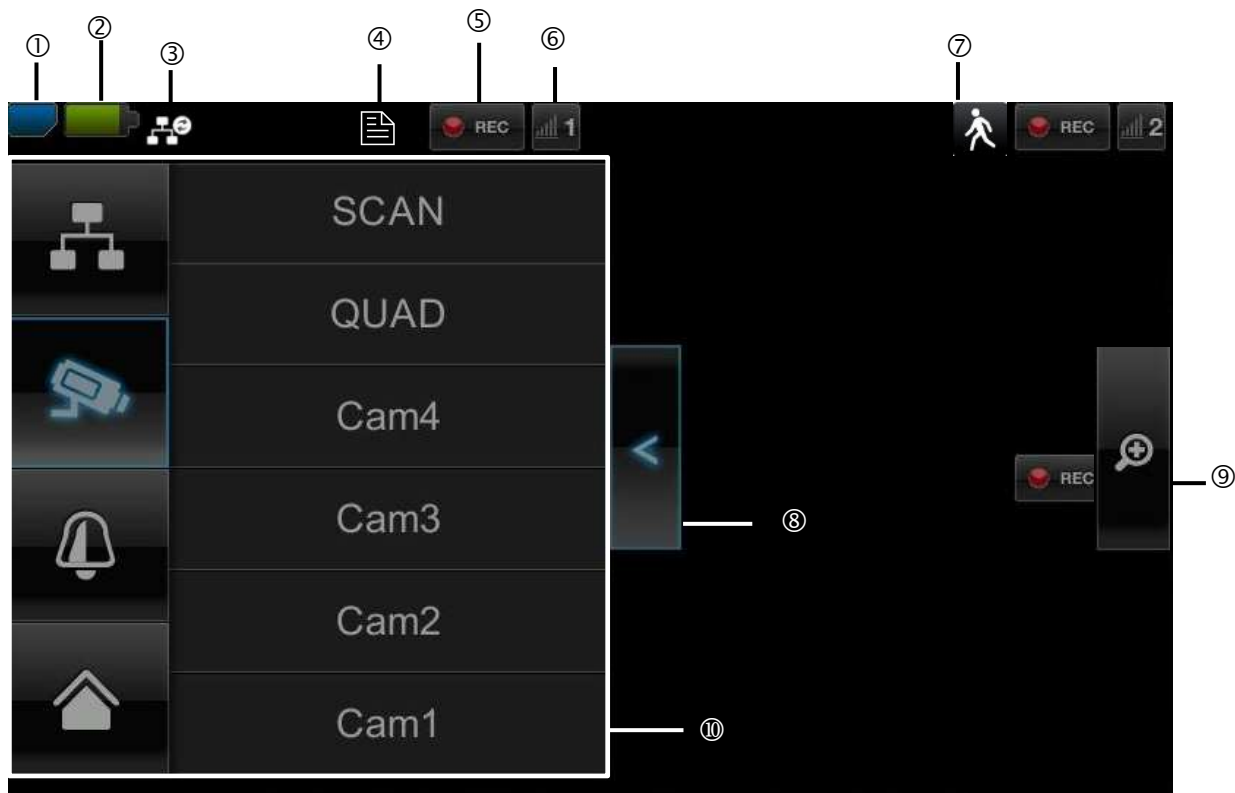 ① ② ③ ④ ⑤ ⑥ ⑦
REC 1 REC 2
SCAN
QUAD
Cam4
<
REC
⑨
Cam3
⑧
Cam2
Cam1
⑩